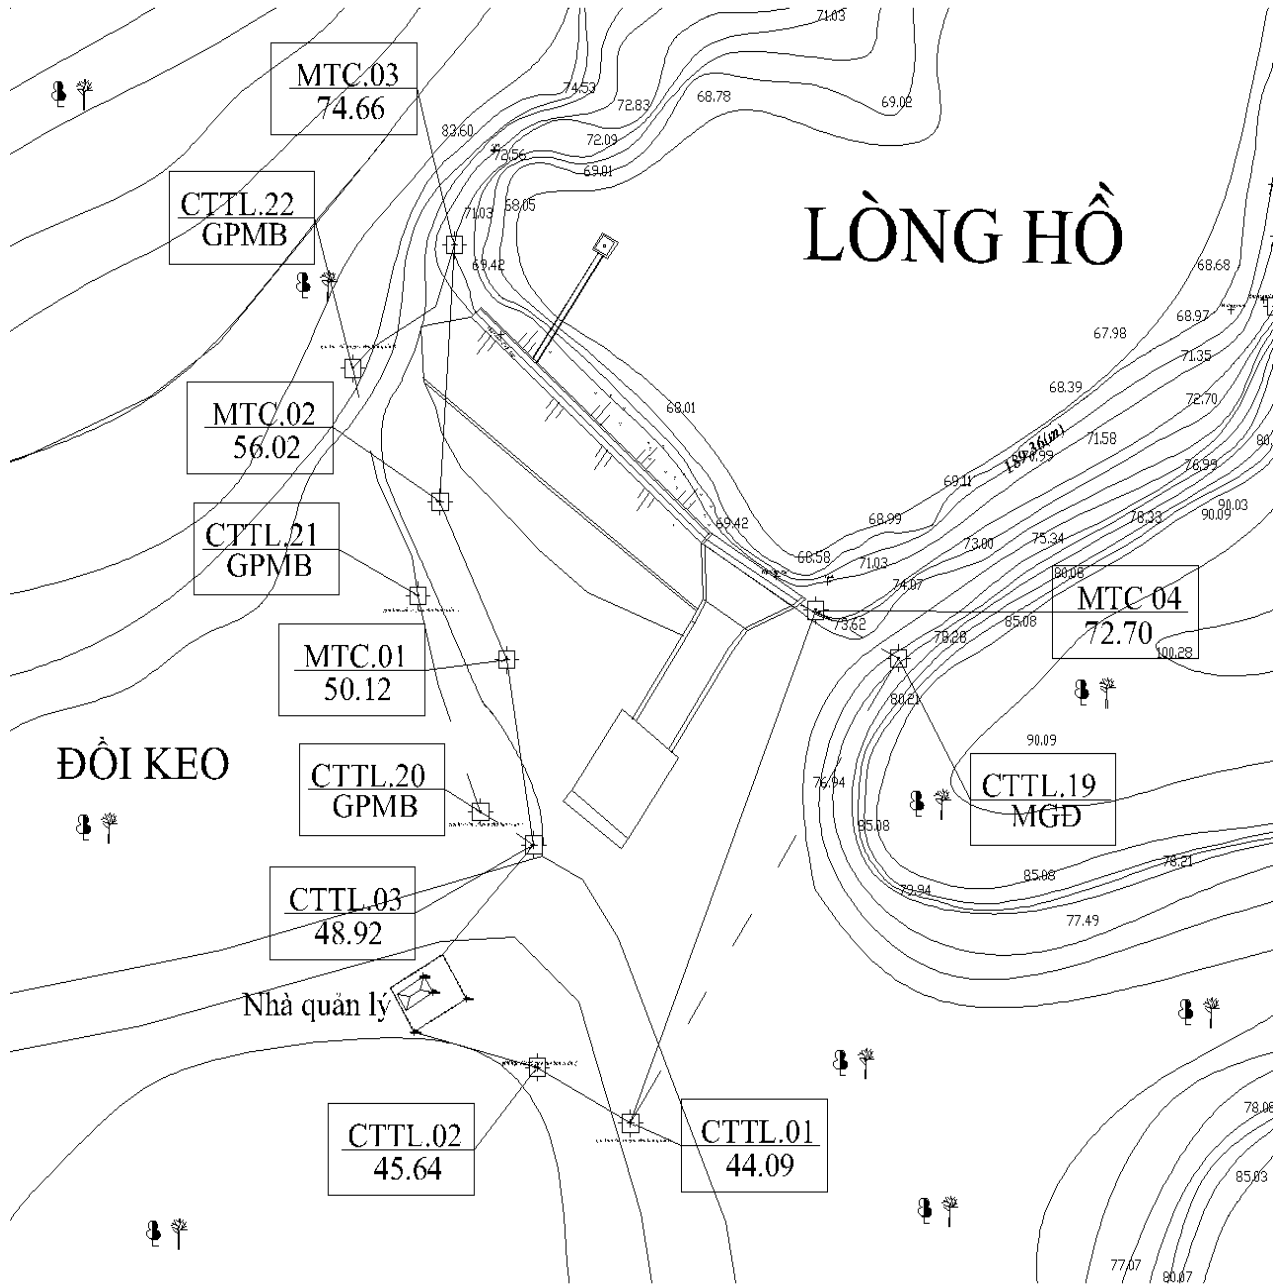 71.03
MTC.03
74.66
74.53
72.83
68.78
69.02
83.60
72.09
72.56
69.01
CTTL.22
GPMB
71.03
68.05
LÒNG HỒ
69.42
68.68
68.97
67.98
71.35
68.39
72.70
MTC.02
56.02
68.01
71.58
189.36(m)
76.99
69.11
90.03
90.09
78.33
CTTL.21
GPMB
69.42
68.99
75.34
73.00
68.58
71.03
74.07
80.08
MTC 04
72.70
73.62
85.08
78.28
100.28
MTC.01
50.12
80.21
90.09
ĐỒI KEO
CTTL.20
GPMB
76.94
CTTL.19
MGĐ
85.08
78.21
85.08
79.94
CTTL.03
48.92
77.49
Nhà quản lý
CTTL.02
45.64
CTTL.01
44.09
78.08
85.03
77.07
80.07